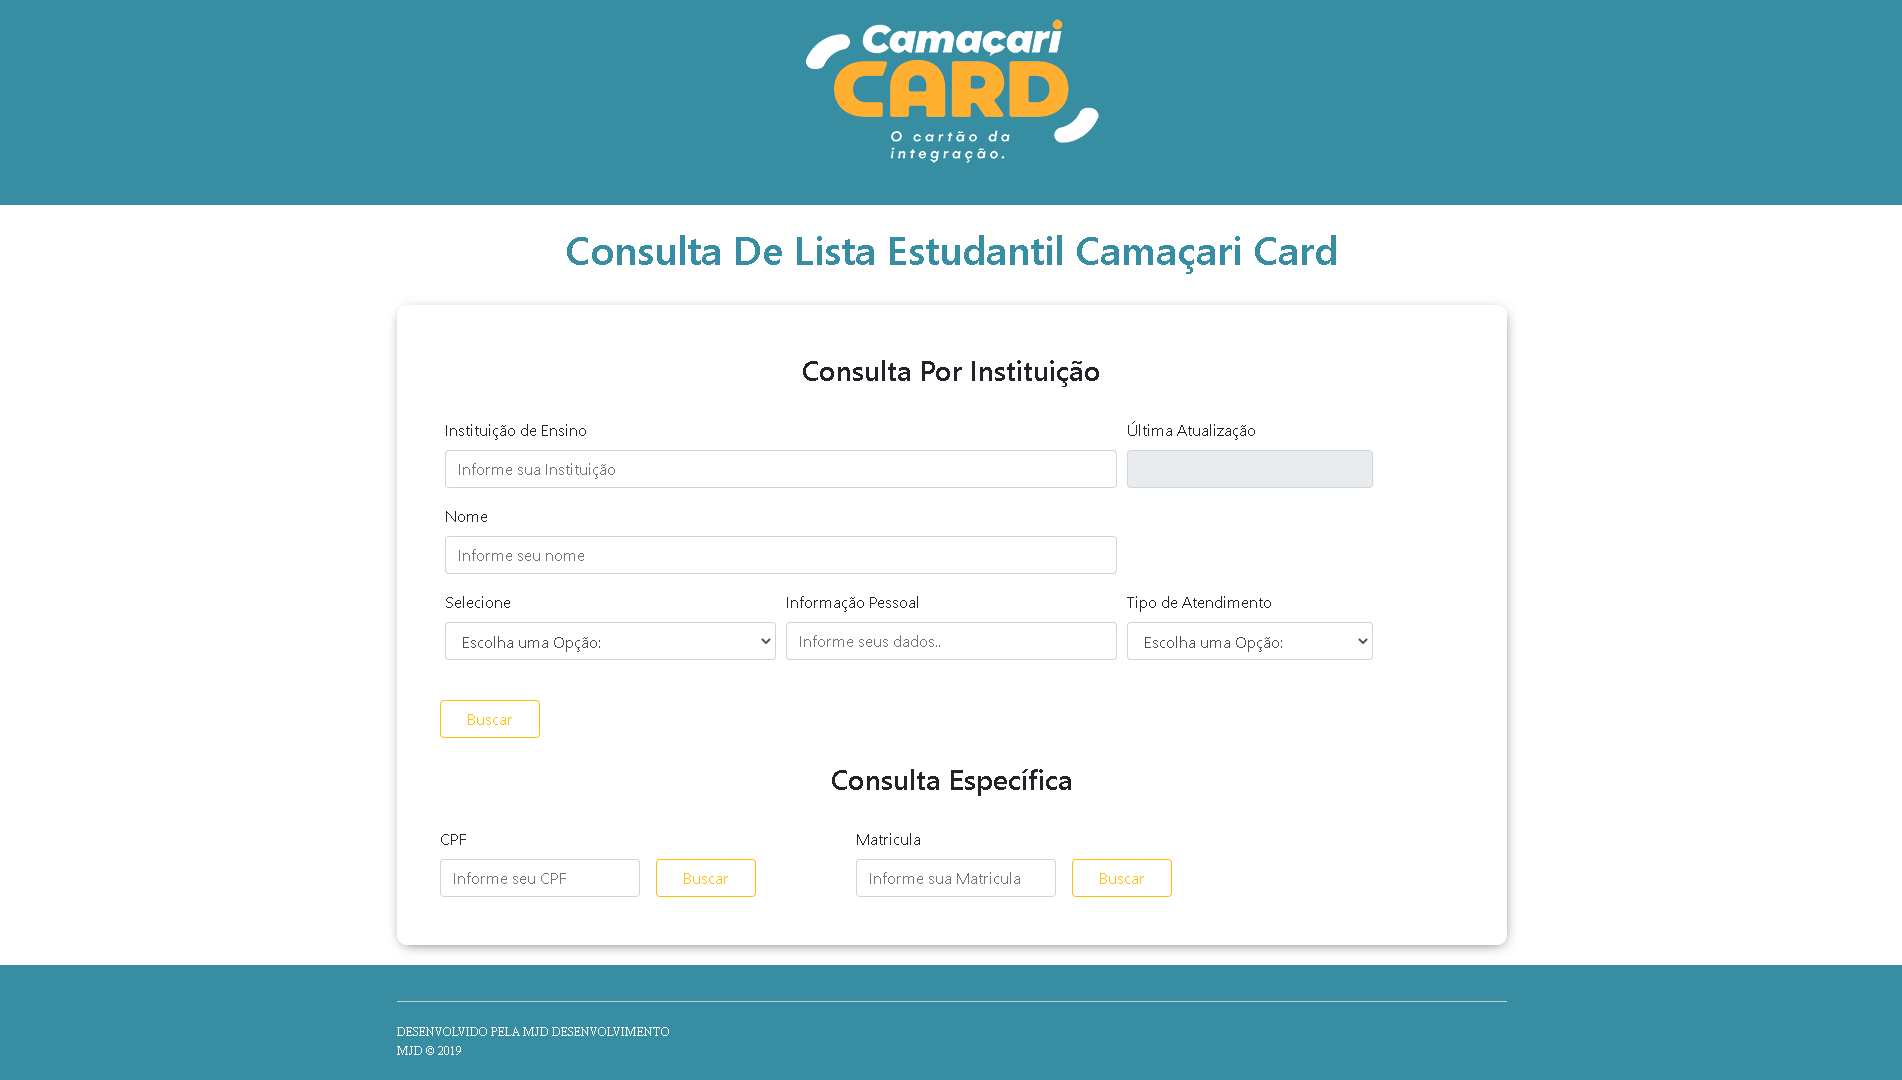 Camaçari
CARD
O cartão da
integração.
Consulta De Lista Estudantil Camaçari Card
Consulta Por Instituição
Instituição de Ensino
Última Atualização
Informe sua Instituição
Nome
Informe seu nome
Selecione
Informação Pessoal
Tipo de Atendimento
Escolha uma Opção:
Informe seus dados..
Escolha uma Opção:
Buscar
Consulta Específica
CPF
Matricula
Informe seu CPF
Buscar
Informe sua Matricula
Buscar
DESENVOLVIDO PELA MJD DESENVOLVIMENTO
MJD © 2019